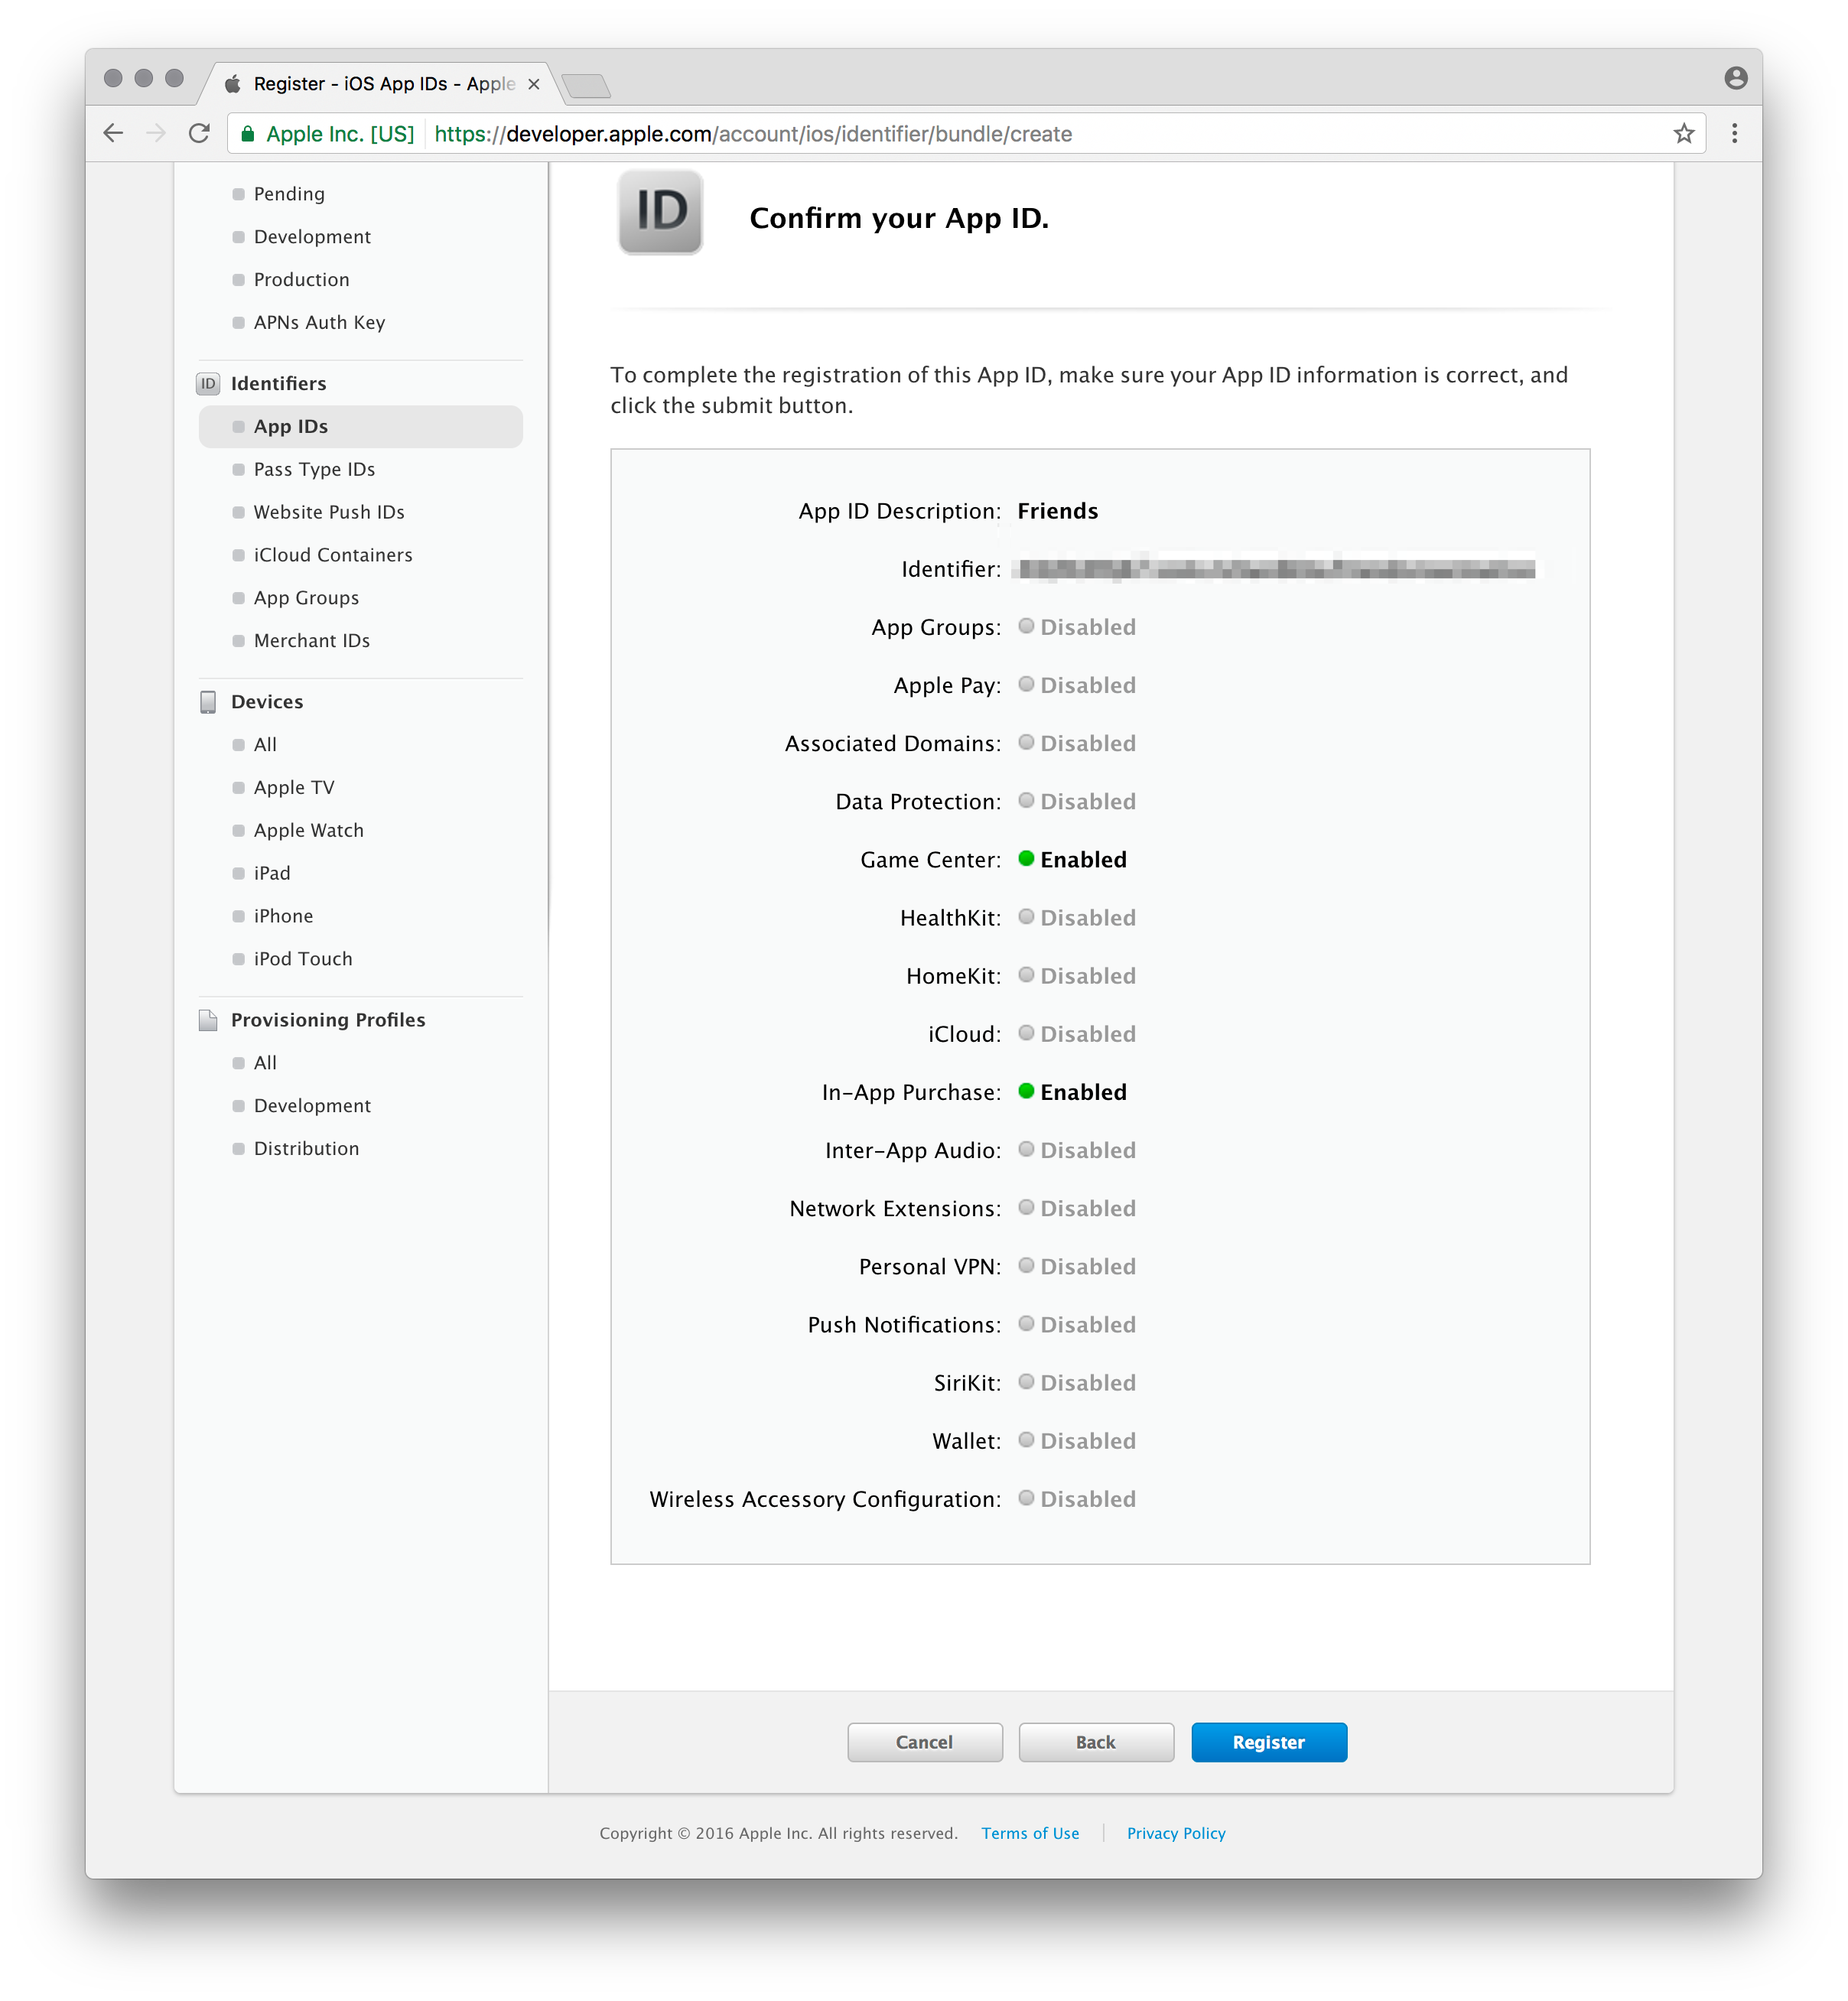 Register - iOS App IDs - Apple
Apple Inc. [US] https://developer.apple.com/account/ios/identifier/bundle/create
Pending
Development
Production
APNs Auth Key
ID Identifiers
App IDs
Pass Type IDs
Website Push IDs
iCloud Containers
App Groups
Merchant IDs
Devices
All
Apple TV
Apple Watch
iPad
iPhone
iPod Touch
Provisioning Profiles
All
Development
Distribution
ID
Confirm your App ID.
To complete the registration of this App ID, make sure your App ID information is correct, and
click the submit button.
App ID Description: Friends
Identifier:
App Groups: Disabled
Apple Pay: Disabled
Associated Domains: Disabled
Data Protection: Disabled
Game Center: Enabled
HealthKit: Disabled
HomeKit: Disabled
iCloud: Disabled
In-App Purchase: Enabled
Inter-App Audio: Disabled
Network Extensions: Disabled
Personal VPN: Disabled
Push Notifications: Disabled
SiriKit: Disabled
Wallet: Disabled
Wireless Accessory Configuration: Disabled
Cancel Back Register
Copyright © 2016 Apple Inc. All rights reserved. Terms of Use Privacy Policy